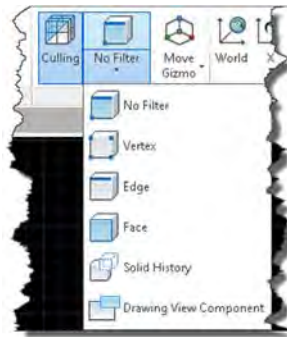 Culling
No Filter
Move
Gizmo
World
X
No Filter
Vertex
Edge
Face
Solid History
Drawing View Component